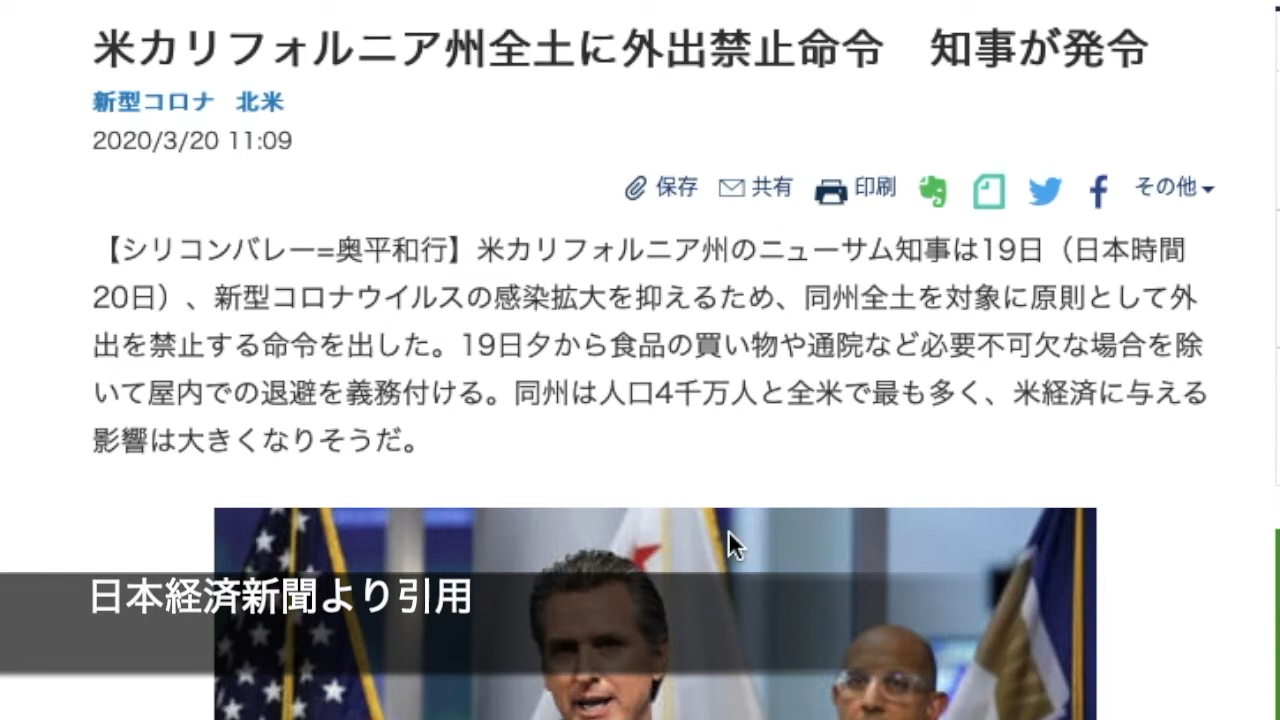 米カリフォルニア州全土に外出禁止命令　知事が発令
新型コロナ　北米
2020/3/20 11:09
保存 共有 印刷 その他
【シリコンバレー=奥平和行】米カリフォルニア州のニューサム知事は19日（日本時間
20日）、新型コロナウイルスの感染拡大を抑えるため、同州全土を対象に原則として外
出を禁止する命令を出した。19日夕から食品の買い物や通院など必要不可欠な場合を除
いて屋内での退避を義務付ける。同州は人口4千万人と全米で最も多く、米経済に与える
影響は大きくなりそうだ。
日本経済新聞より引用